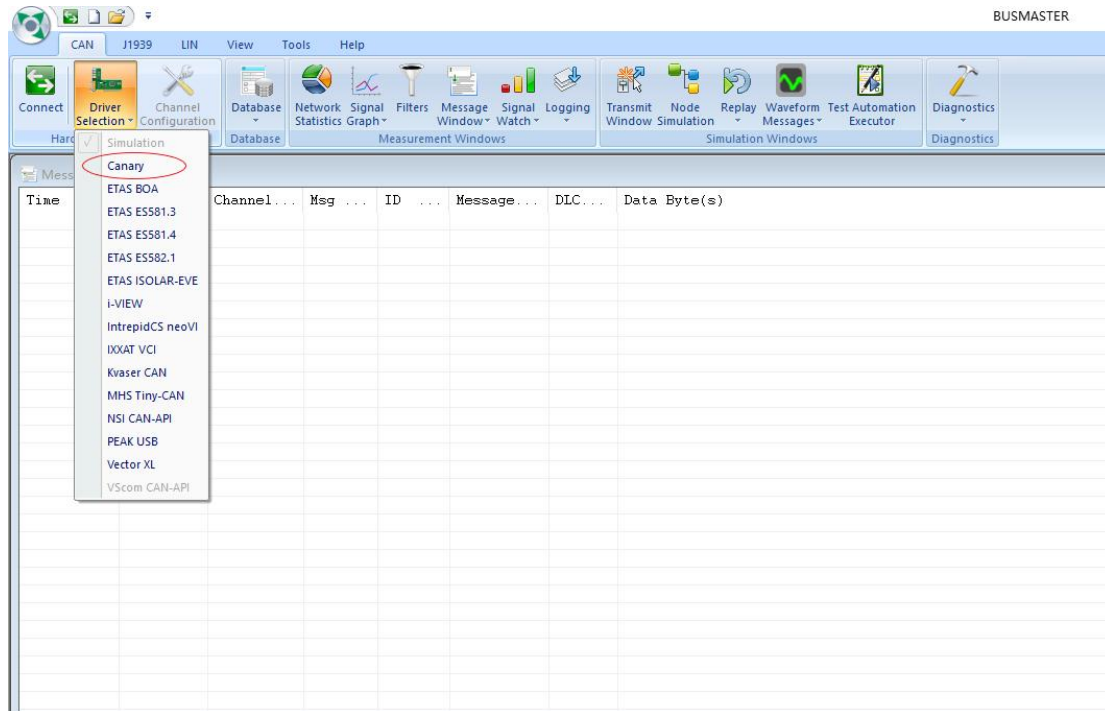 BUSMASTER
CAN J1939 LIN View Tools Help
Connect Driver Selection Channel Configuration Database Network Statistics Signal Graph Filters Message Window Signal Watch Logging Transmit Window Node Simulation Replay Waveform Messages Test Automation Executor Diagnostics
Hard Database Measurement Windows Simulation Windows Diagnostics
Mess
Time Channel... Msg ... ID ... Message... DLC... Data Byte(s)
Simulation
Canary
ETAS BOA
ETAS ES581.3
ETAS ES581.4
ETAS ES582.1
ETAS ISOLAR-EVE
i-VIEW
IntrepidCS neoVI
IXXAT VCI
Kvaser CAN
MHS Tiny-CAN
NSI CAN-API
PEAK USB
Vector XL
VScom CAN-API